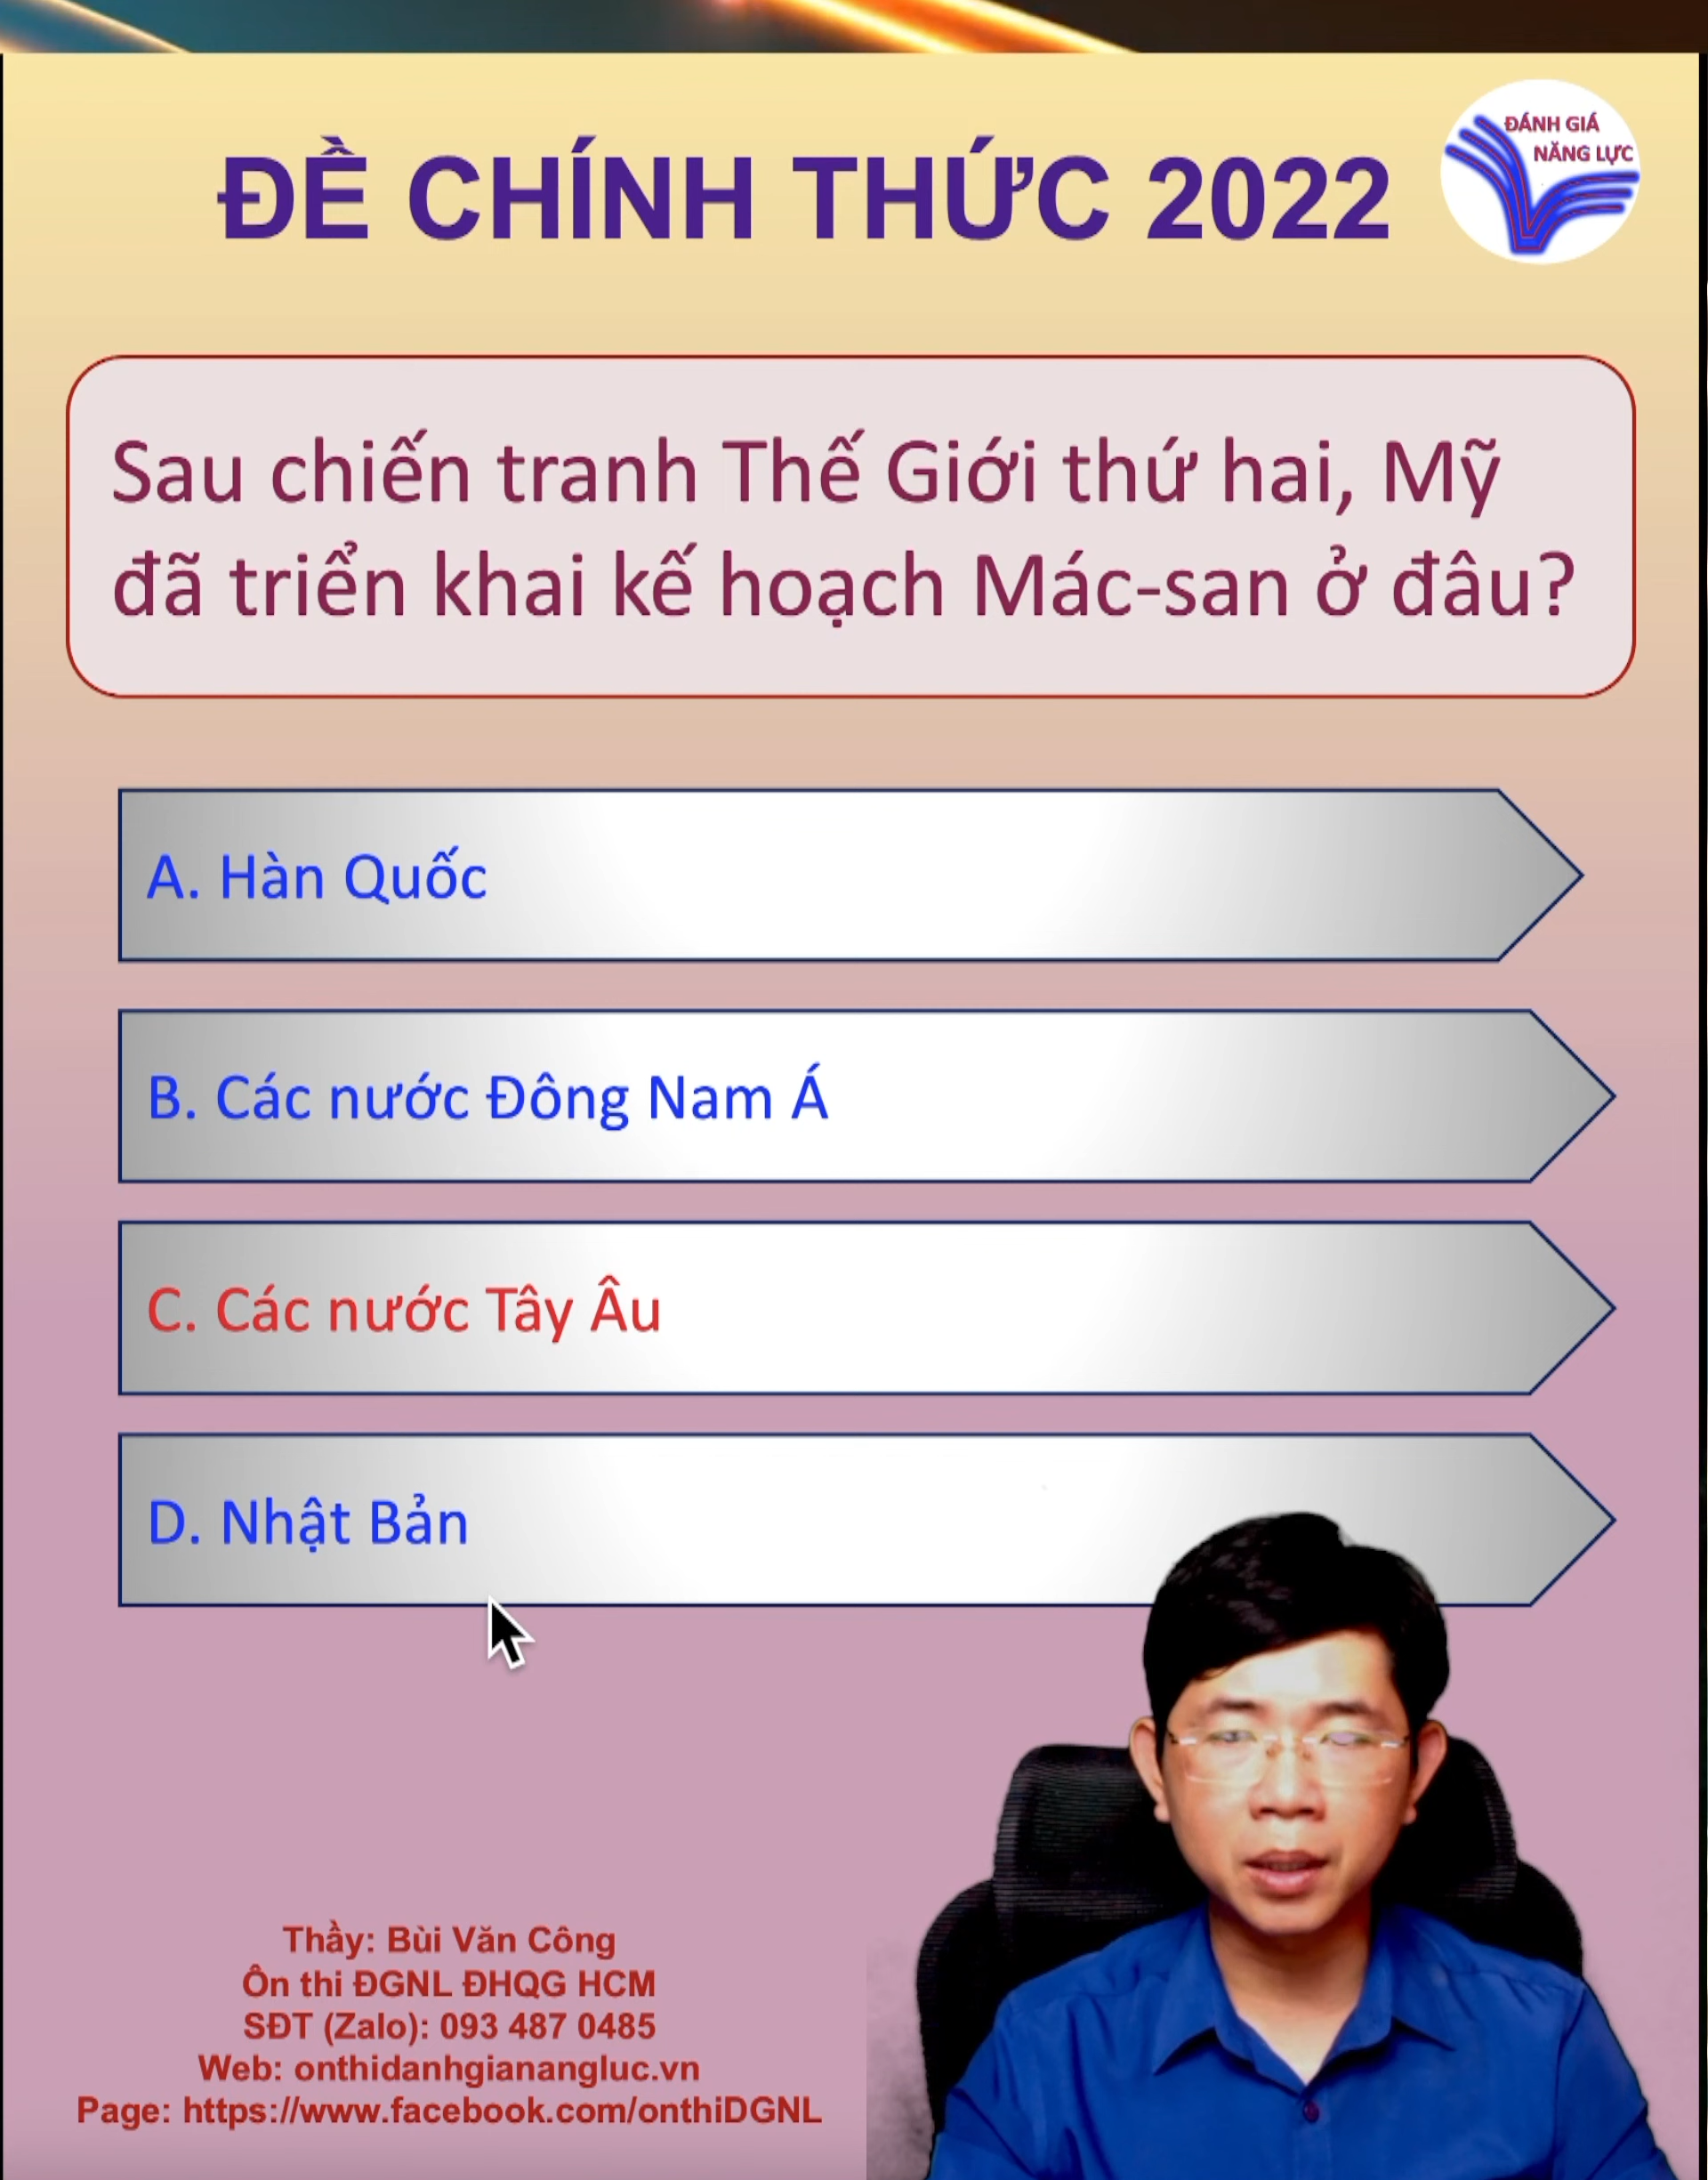 ĐỀ CHÍNH THỨC 2022
ĐÁNH GIÁ
NĂNG LỰC
Sau chiến tranh Thế Giới thứ hai, Mỹ
đã triển khai kế hoạch Mác-san ở đâu?
A. Hàn Quốc
B. Các nước Đông Nam Á
C. Các nước Tây Âu
D. Nhật Bản
Thầy: Bùi Văn Công
Ôn thi ĐGNL ĐHQG HCM
SĐT (Zalo): 093 487 0485
Web: onthidanhgianangluc.vn
Page: https://www.facebook.com/onthiDGNL